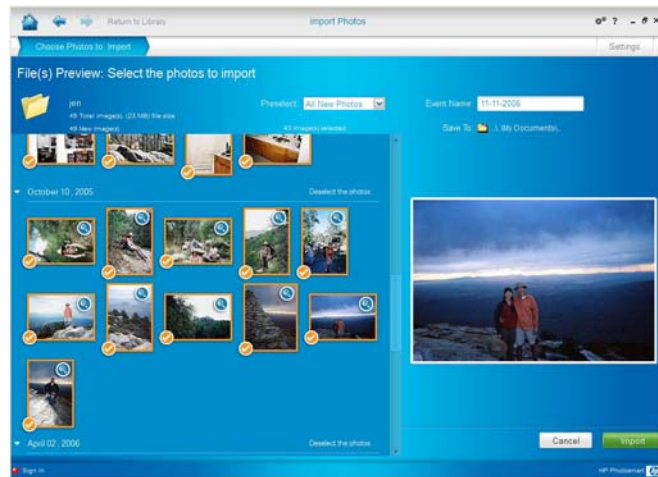 Return to Library
Import Photos
?
Choose Photos to Import
Settings
File(s) Preview: Select the photos to import
jen
49 Total Image(s), (23 MB) file size
49 New Image(s)
Preselect: All New Photos
Event Name: 11-11-2006
Save To: ..\..\My Documents\..
October 10, 2005
Deselect the photos
April 02, 2006
Deselect the photos
Cancel
Import
Sign In
HP Photosmart
hp